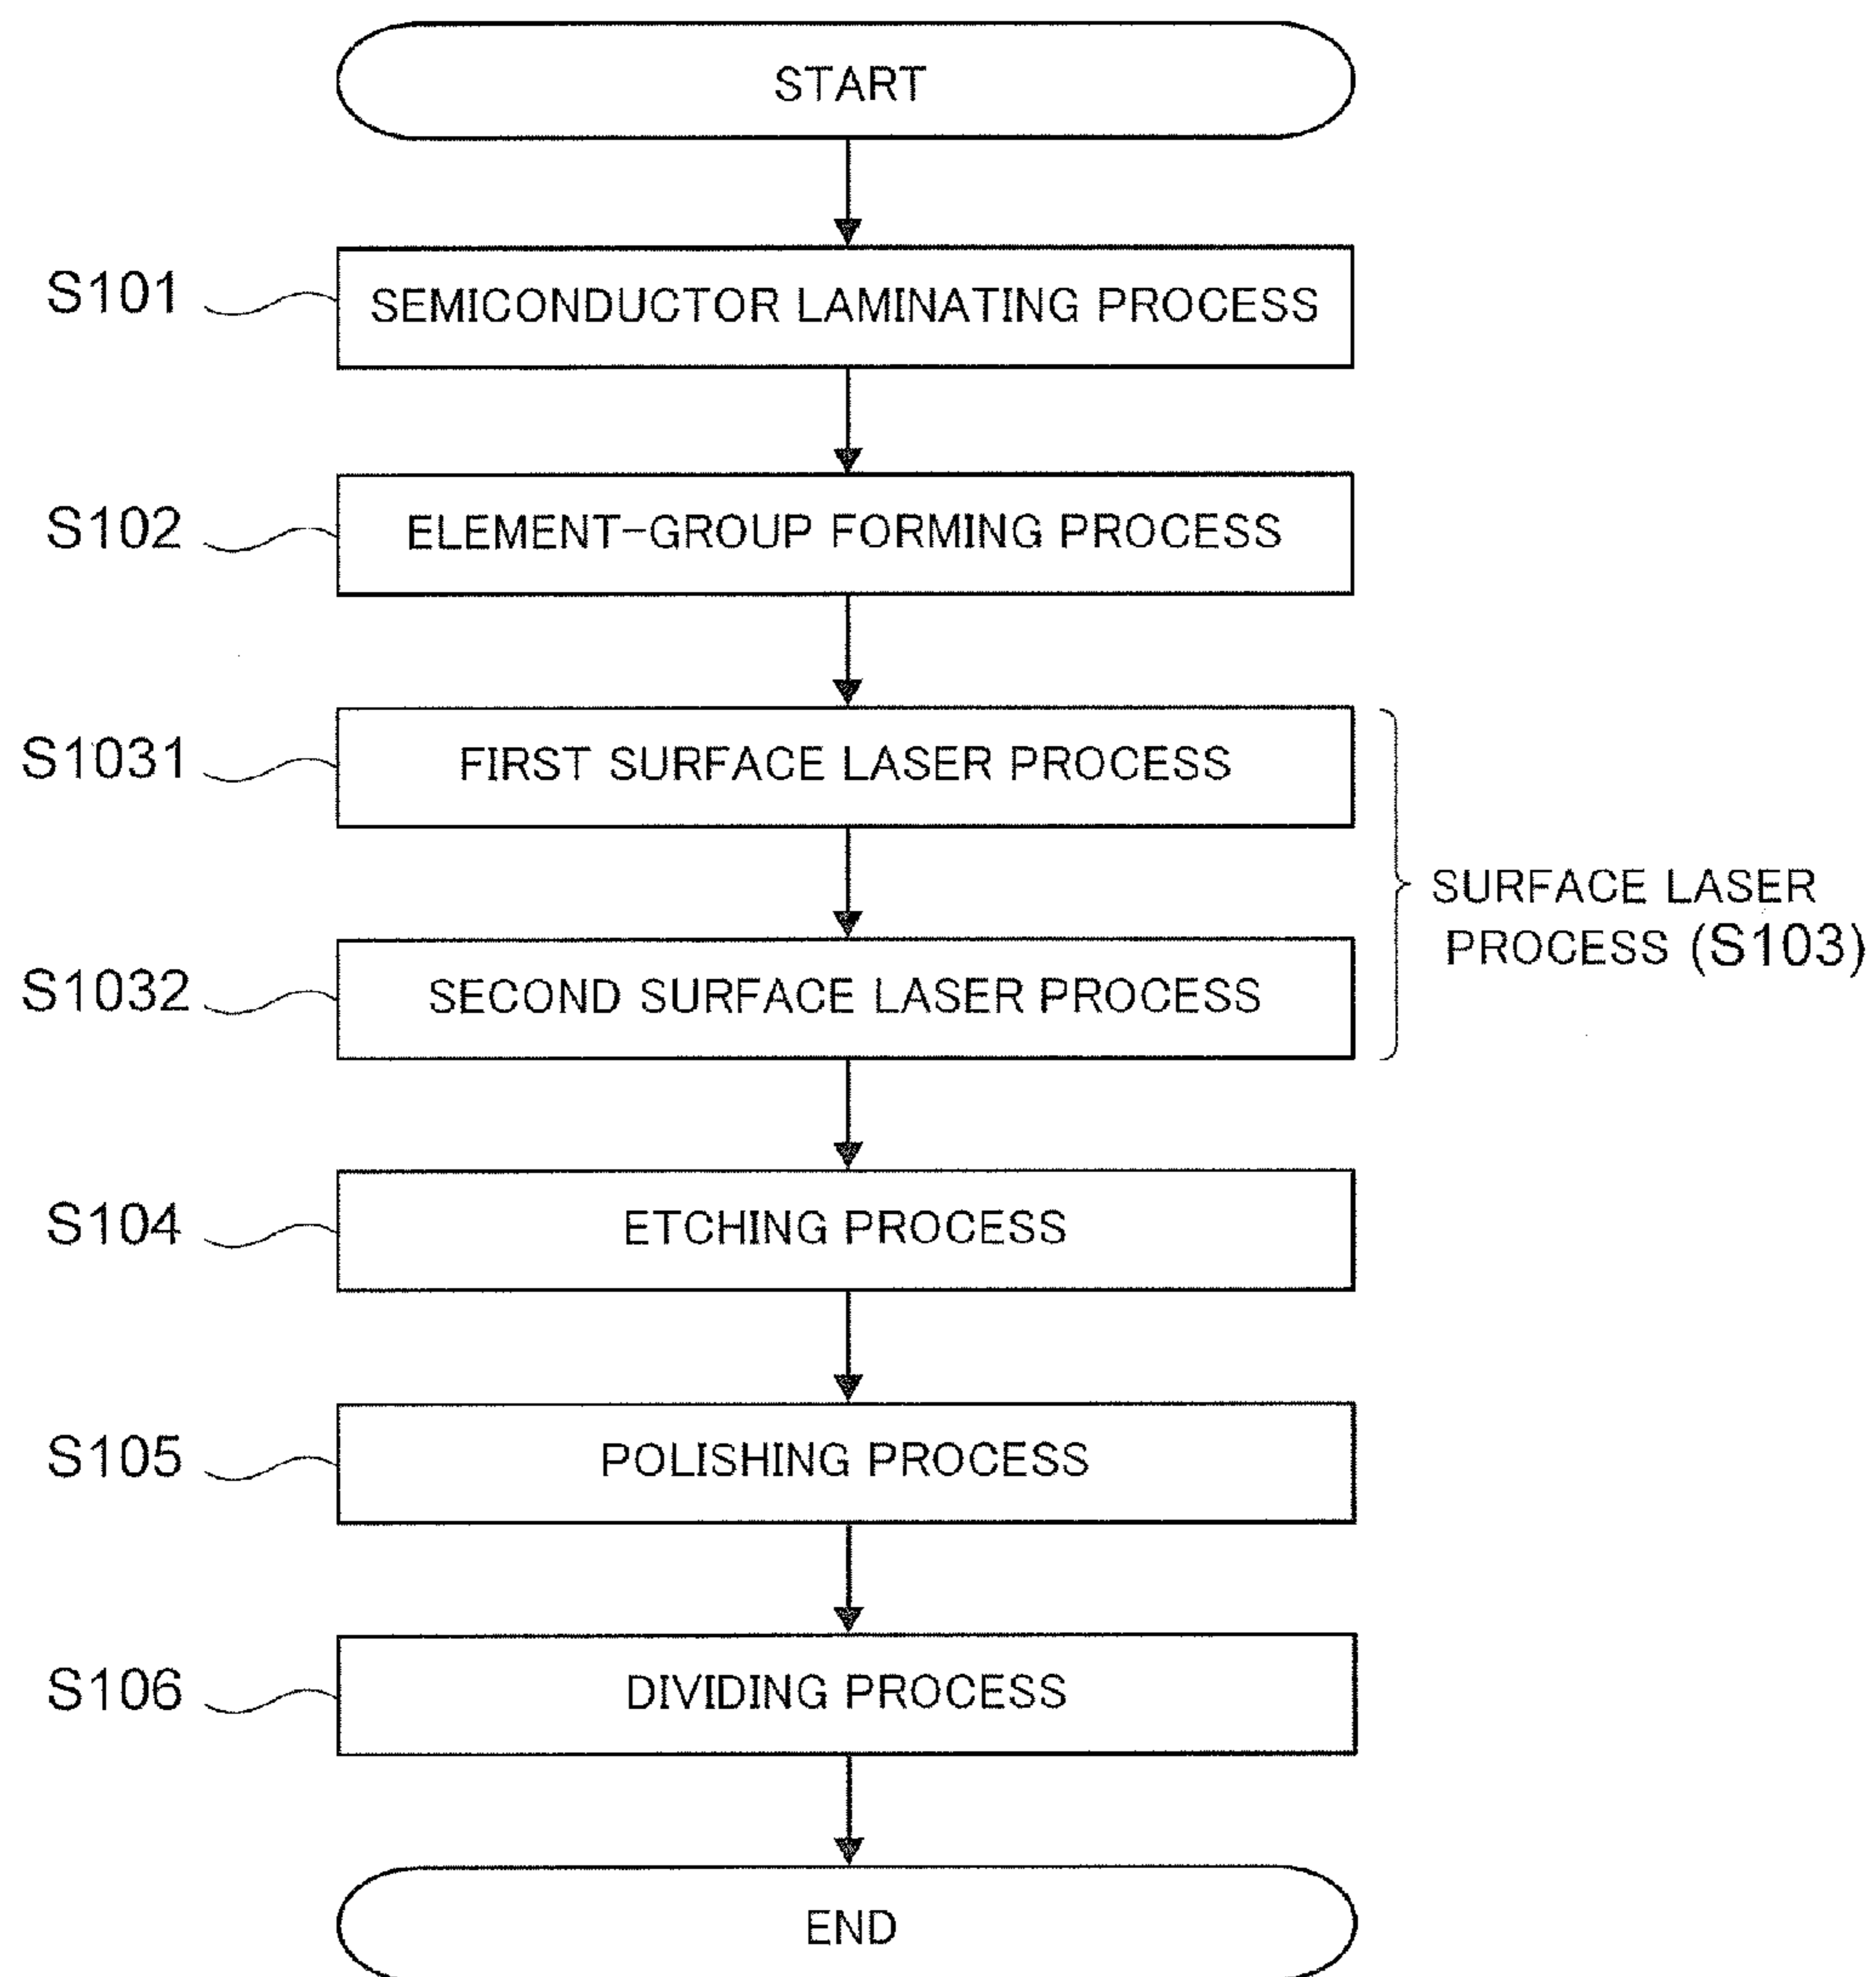 START
S101
SEMICONDUCTOR LAMINATING PROCESS
S102
ELEMENT-GROUP FORMING PROCESS
S1031
FIRST SURFACE LASER PROCESS
SURFACE LASER
PROCESS (S103)
S1032
SECOND SURFACE LASER PROCESS
S104
ETCHING PROCESS
S105
POLISHING PROCESS
S106
DIVIDING PROCESS
END